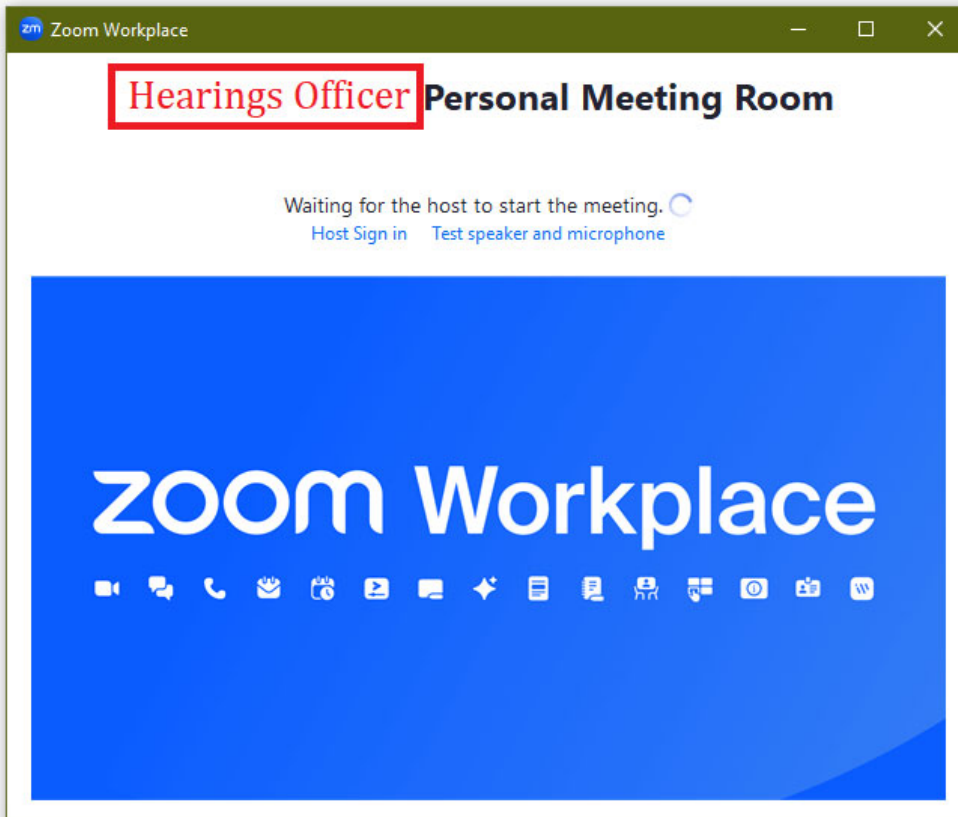 zm Zoom Workplace
Hearings Officer Personal Meeting Room
Waiting for the host to start the meeting.
Host Sign in Test speaker and microphone
zoom Workplace